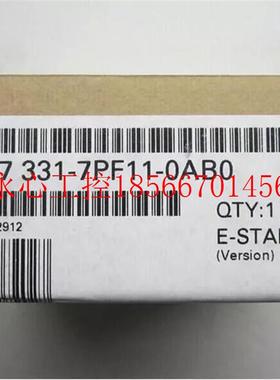 7 331-7PF11-0AB0
永心工控18566701456
QTY:1
2912
E-STA
(Version)